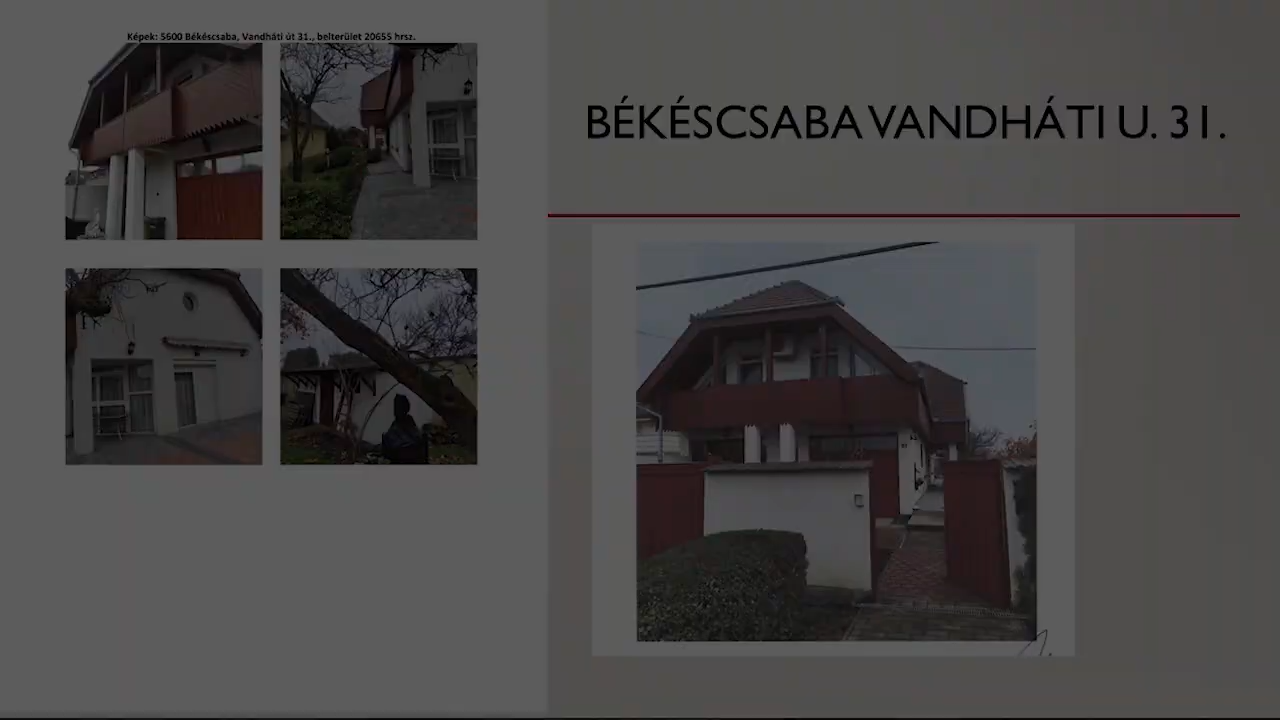 Képek: 5600 Békéscsaba, Vandháti út 31., belterület 20655 hrsz.
BÉKÉSCSABA VANDHÁTI U. 31.